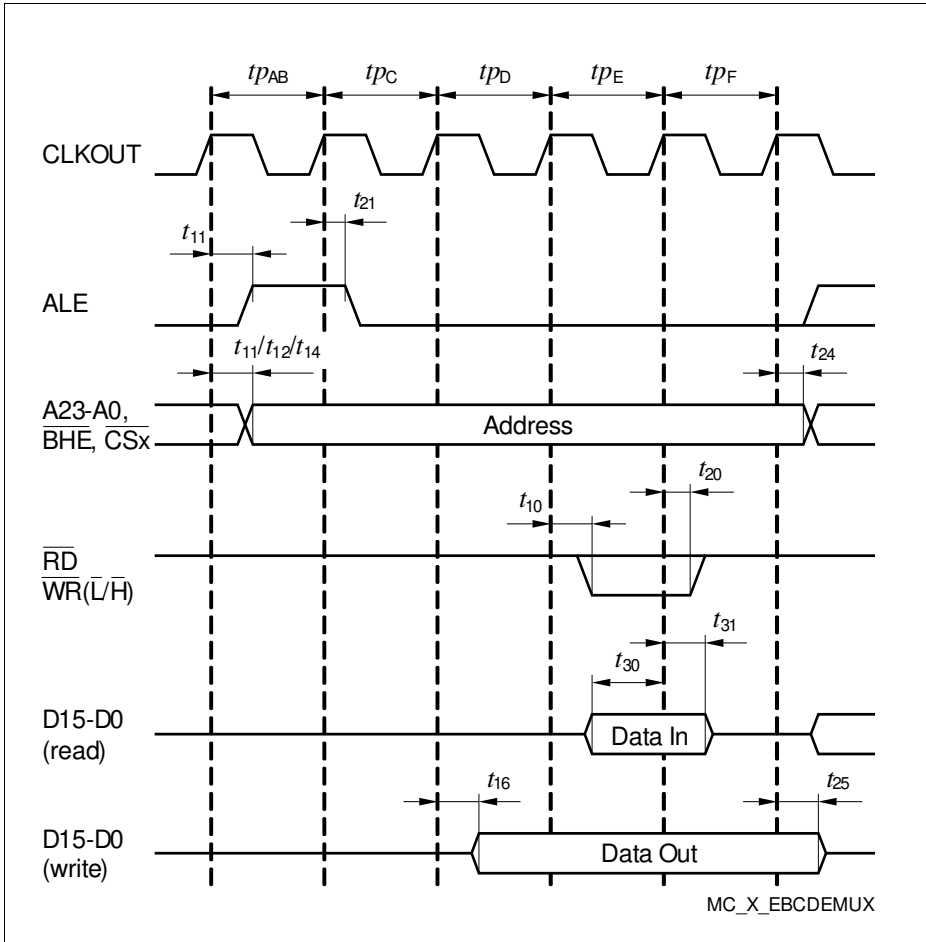 tpAB tpC tpD tpE tpF
CLKOUT
t21
t11
ALE
t11/t12/t14
t24
A23-A0,
BHE, CSx
Address
t20
t10
RD
WR(L/H)
t31
t30
D15-D0
(read)
Data In
t16
t25
D15-D0
(write)
Data Out
MC_X_EBCDEMUX